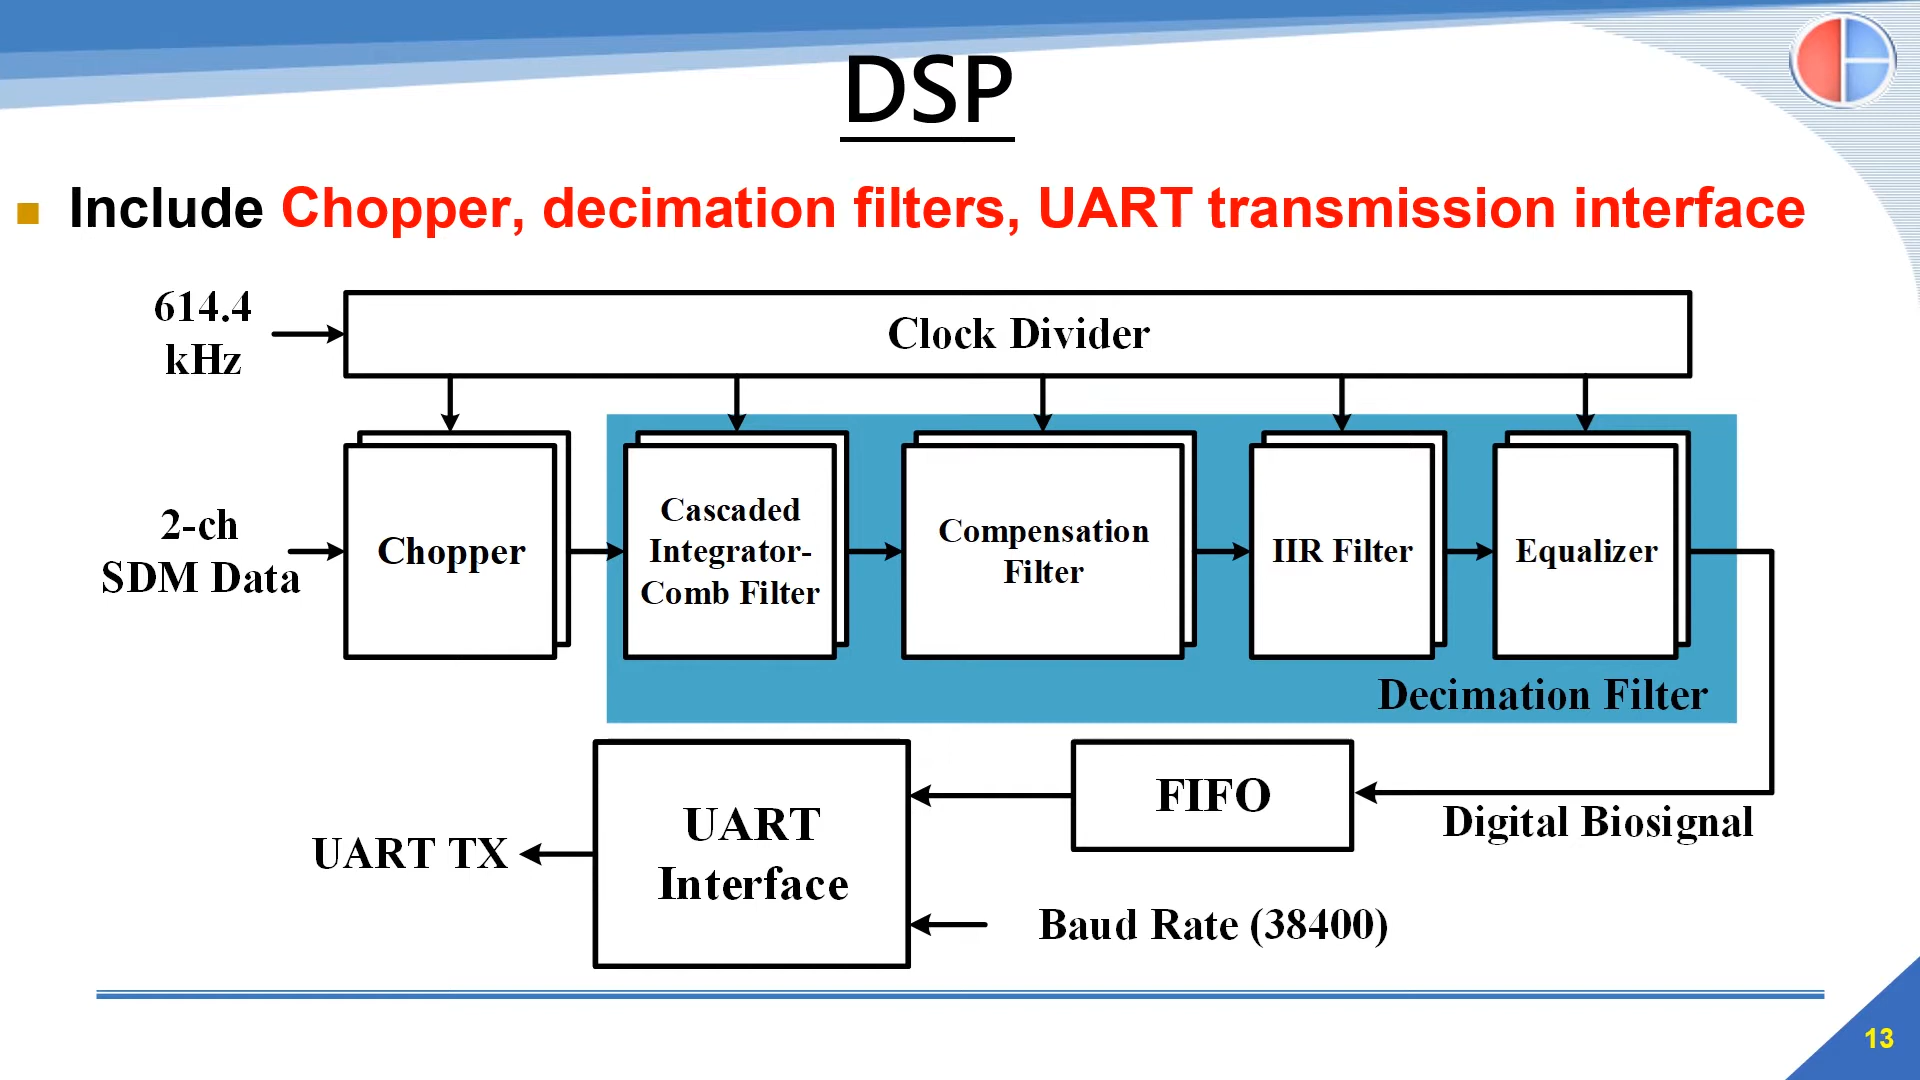 DSP
Include Chopper, decimation filters, UART transmission interface
614.4
kHz
Clock Divider
2-ch
SDM Data
Chopper
Cascaded
Integrator-
Comb Filter
Compensation
Filter
IIR Filter
Equalizer
Decimation Filter
UART TX
UART
Interface
FIFO
Digital Biosignal
Baud Rate (38400)
13